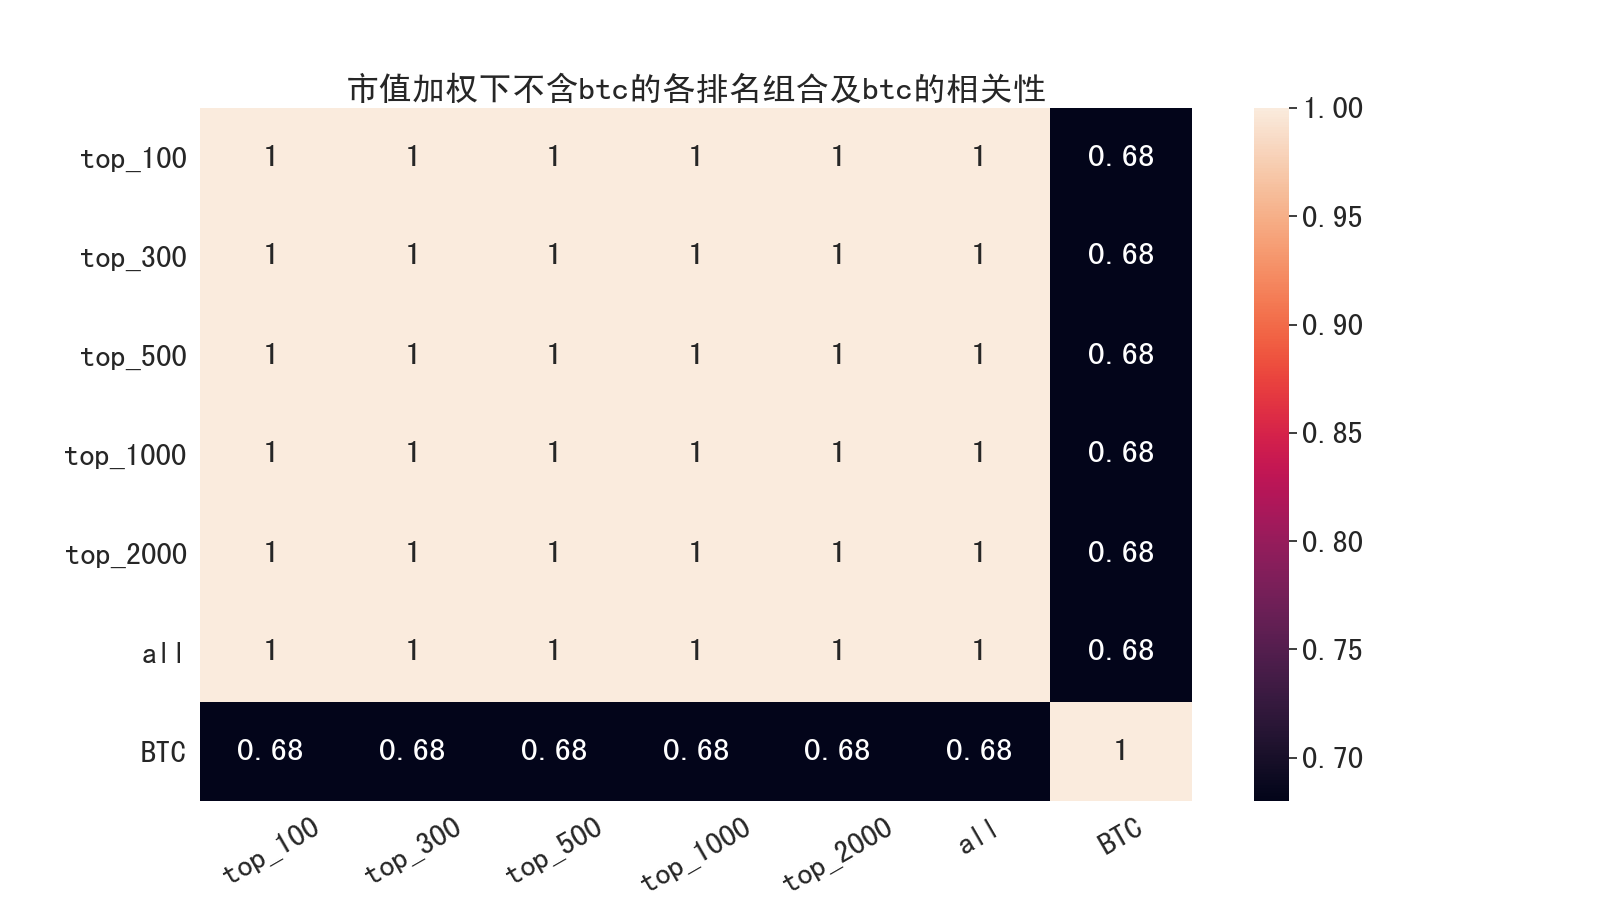 市值加权下不含btc的各排名组合及btc的相关性
top_100 1 1 1 1 1 1 0.68
top_300 1 1 1 1 1 1 0.68
top_500 1 1 1 1 1 1 0.68
top_1000 1 1 1 1 1 1 0.68
top_2000 1 1 1 1 1 1 0.68
all 1 1 1 1 1 1 0.68
BTC 0.68 0.68 0.68 0.68 0.68 0.68 1
top_100 top_300 top_500 top_1000 top_2000 all BTC
1.00
0.95
0.90
0.85
0.80
0.75
0.70